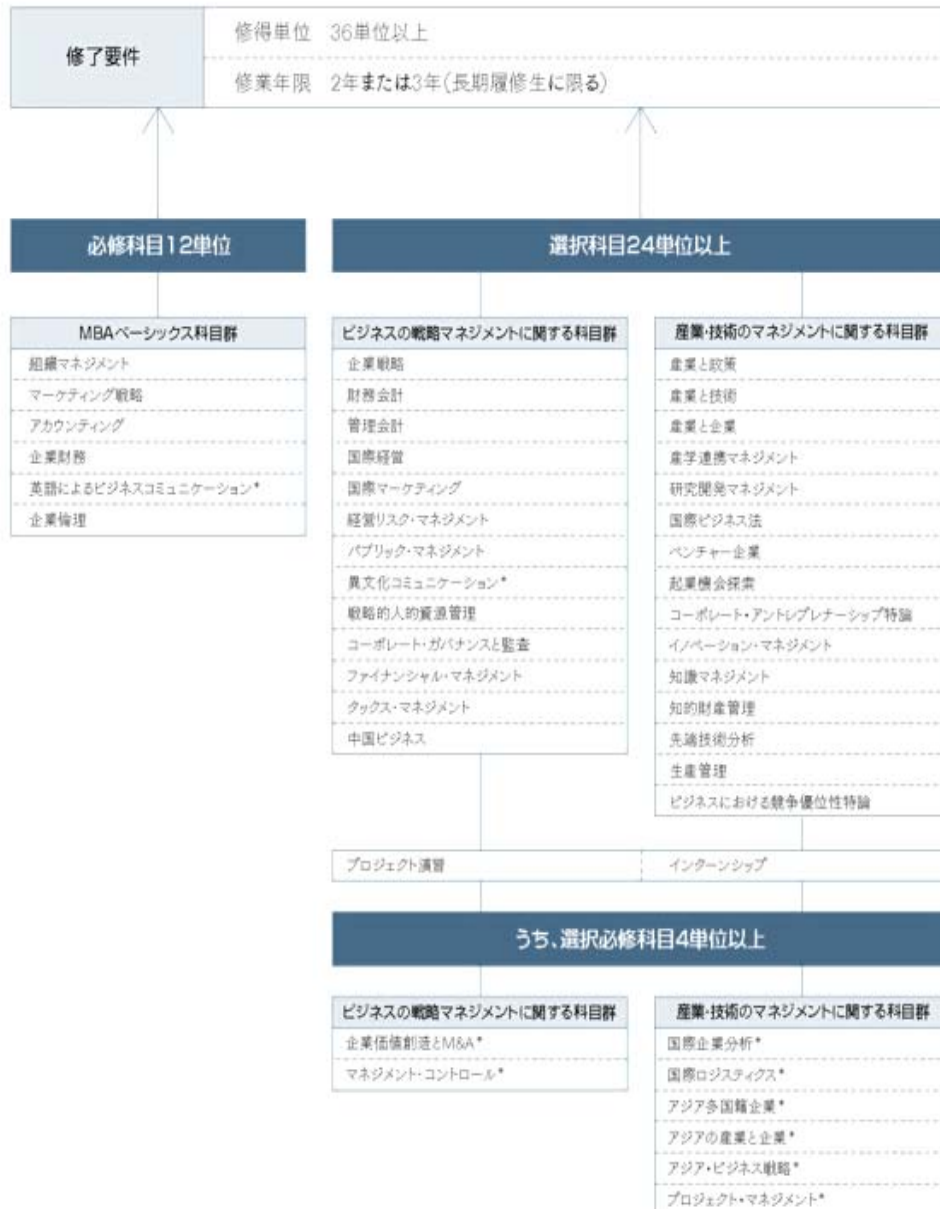 修了要件
修得単位 36単位以上
修業年限 2年または3年(長期履修生に限る)
必修科目12単位
選択科目24単位以上
MBAベーシックス科目群
組織マネジメント
マーケティング戦略
アカウンティング
企業財務
英語によるビジネスコミュニケーション*
企業倫理
ビジネスの戦略マネジメントに関する科目群
企業戦略
財務会計
管理会計
国際経営
国際マーケティング
経営リスク・マネジメント
パブリック・マネジメント
異文化コミュニケーション*
戦略的人的資源管理
コーポレート・ガバナンスと監査
ファイナンシャル・マネジメント
タックス・マネジメント
中国ビジネス
産業・技術のマネジメントに関する科目群
産業と政策
産業と技術
産業と企業
産学連携マネジメント
研究開発マネジメント
国際ビジネス法
ベンチャー企業
起業機会探索
コーポレート・アントレプレナーシップ特論
イノベーション・マネジメント
知識マネジメント
知的財産管理
先端技術分析
生産管理
ビジネスにおける競争優位性特論
プロジェクト演習
インターンシップ
うち、選択必修科目4単位以上
ビジネスの戦略マネジメントに関する科目群
企業価値創造とM&A*
マネジメント・コントロール*
産業・技術のマネジメントに関する科目群
国際企業分析*
国際ロジスティクス*
アジア多国籍企業*
アジアの産業と企業*
アジア・ビジネス戦略*
プロジェクト・マネジメント*